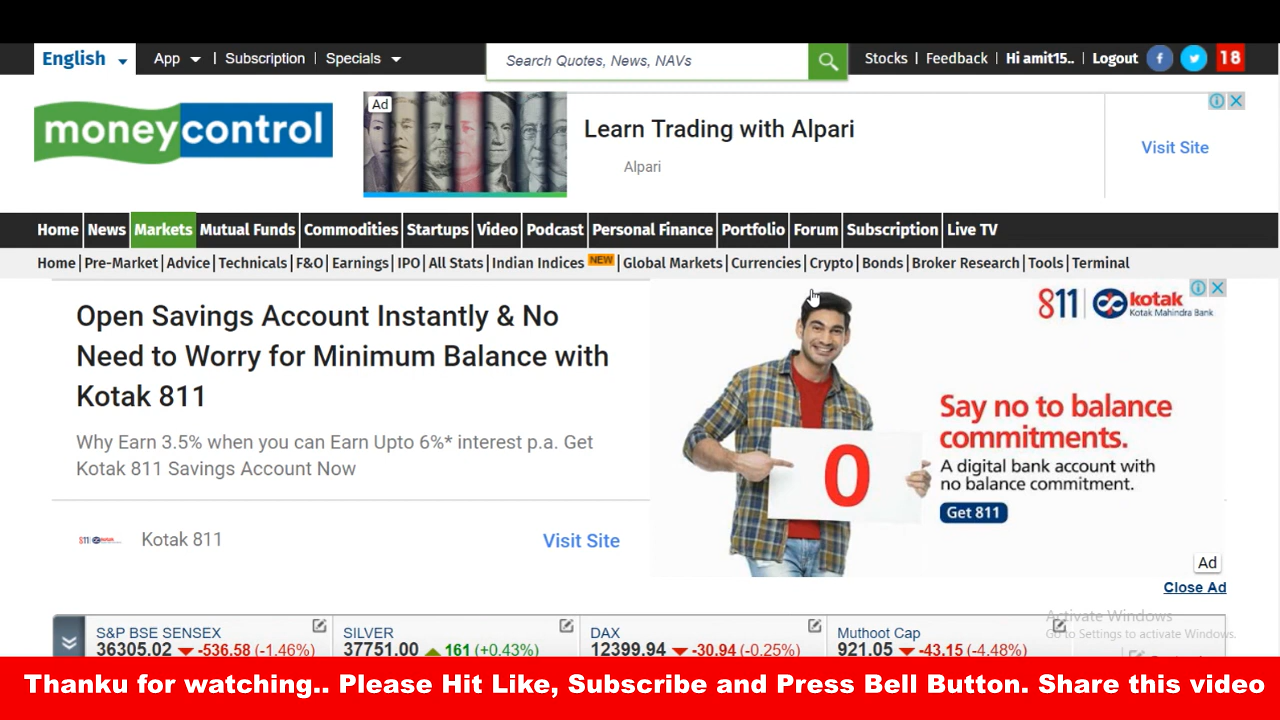 English
App | Subscription | Specials
Search Quotes, News, NAVs
Stocks | Feedback | Hi amit15.. | Logout
18
moneycontrol
Ad
Learn Trading with Alpari
Alpari
Visit Site
Home News Markets Mutual Funds Commodities Startups Video Podcast Personal Finance Portfolio Forum Subscription Live TV
Home | Pre-Market | Advice | Technicals | F&O | Earnings | IPO | All Stats | Indian Indices NEW | Global Markets | Currencies | Crypto | Bonds | Broker Research | Tools | Terminal
Open Savings Account Instantly & No
Need to Worry for Minimum Balance with
Kotak 811
Why Earn 3.5% when you can Earn Upto 6%* interest p.a. Get
Kotak 811 Savings Account Now
811 Kotak 811
Visit Site
811 | kotak
Kotak Mahindra Bank
Say no to balance
commitments.
A digital bank account with
no balance commitment.
Get 811
0
Ad
Close Ad
Activate Windows
Go to Settings to activate Windows.
S&P BSE SENSEX
36305.02 -536.58 (-1.46%)
SILVER
37751.00 161 (+0.43%)
DAX
12399.94 -30.94 (-0.25%)
Muthoot Cap
921.05 -43.15 (-4.48%)
Thanku for watching.. Please Hit Like, Subscribe and Press Bell Button. Share this video